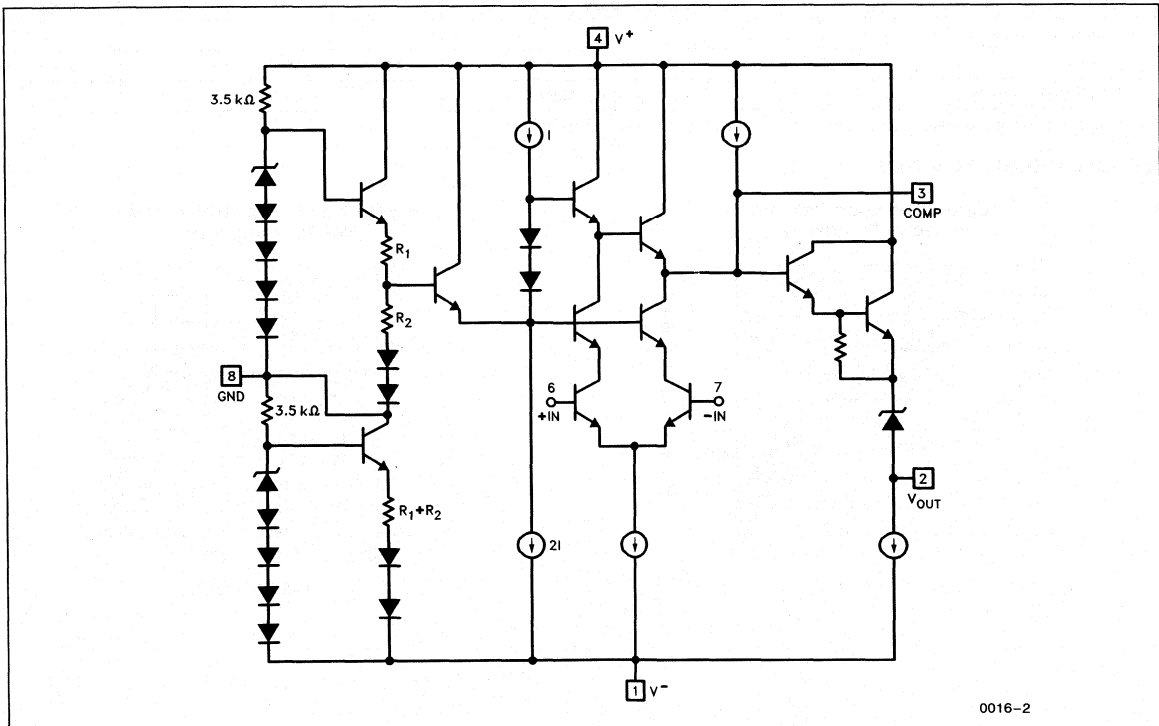 4 V+
3.5 kΩ
I
3
COMP
R1
R2
8
GND
3.5 kΩ
6
+IN
7
−IN
2
VOUT
R1+R2
2I
1 V−
0016–2